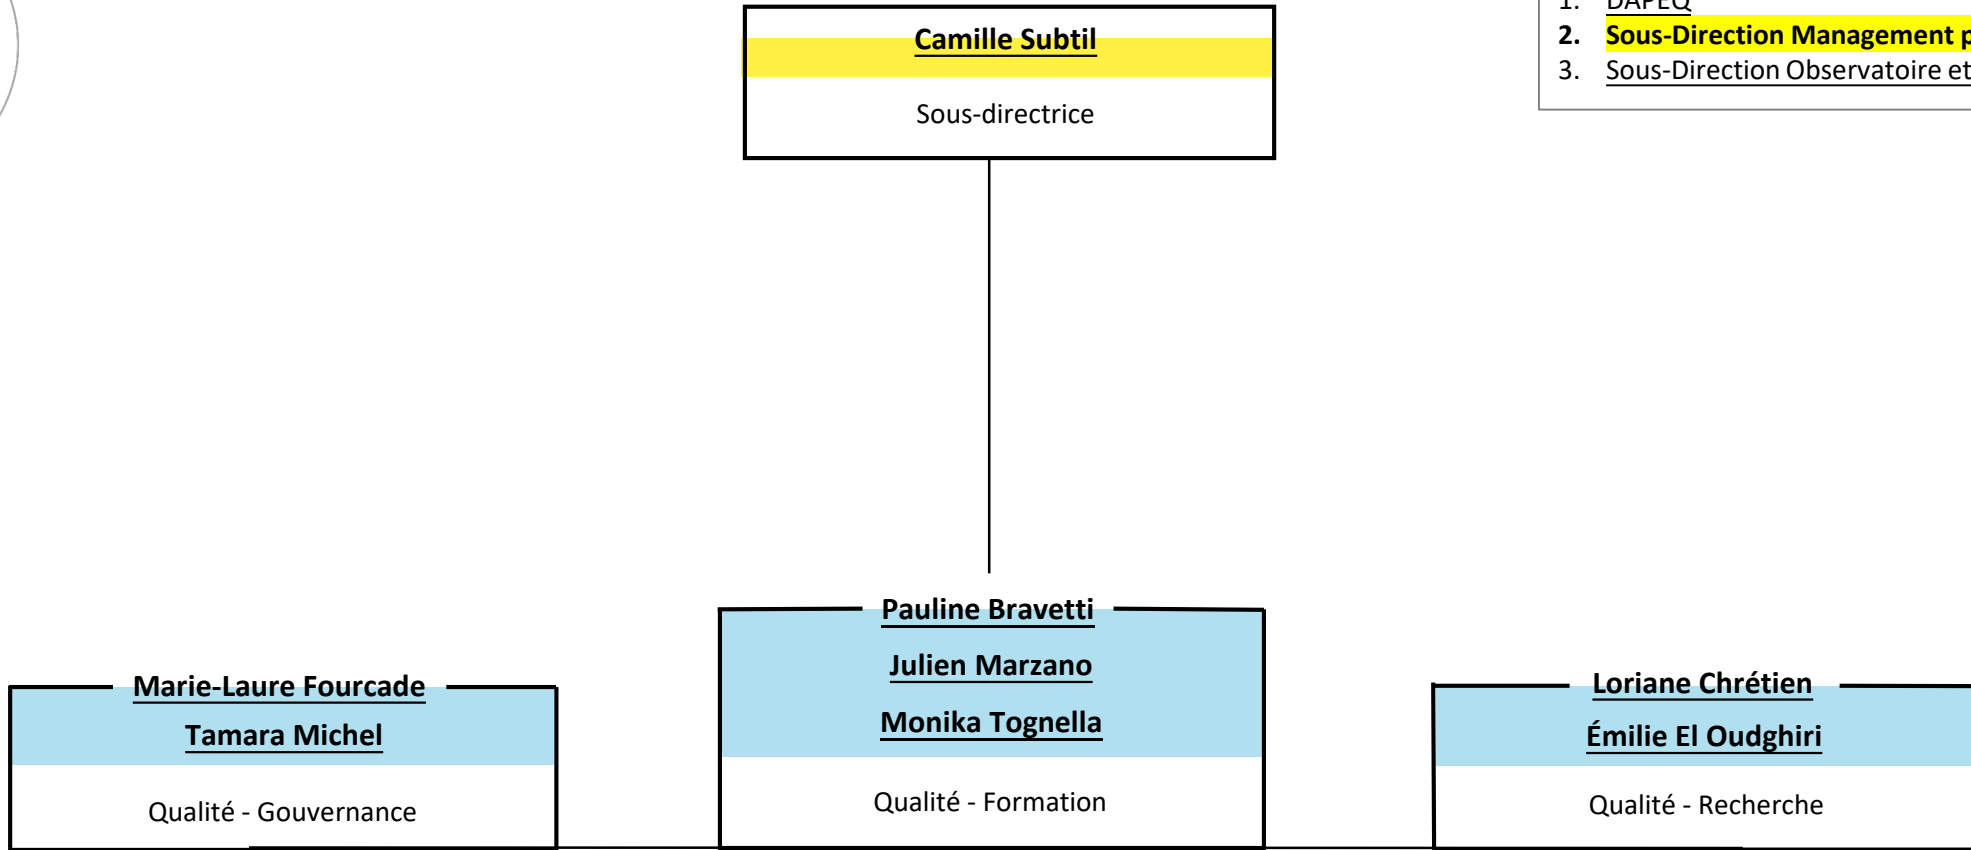 Camille Subtil
Sous-directrice
1. DAPEQ
2. Sous-Direction Management
3. Sous-Direction Observatoire et
Pauline Bravetti
Julien Marzano
Monika Tognella
Qualité - Formation
Marie-Laure Fourcade
Tamara Michel
Qualité - Gouvernance
Loriane Chrétien
Émilie El Oudghiri
Qualité - Recherche